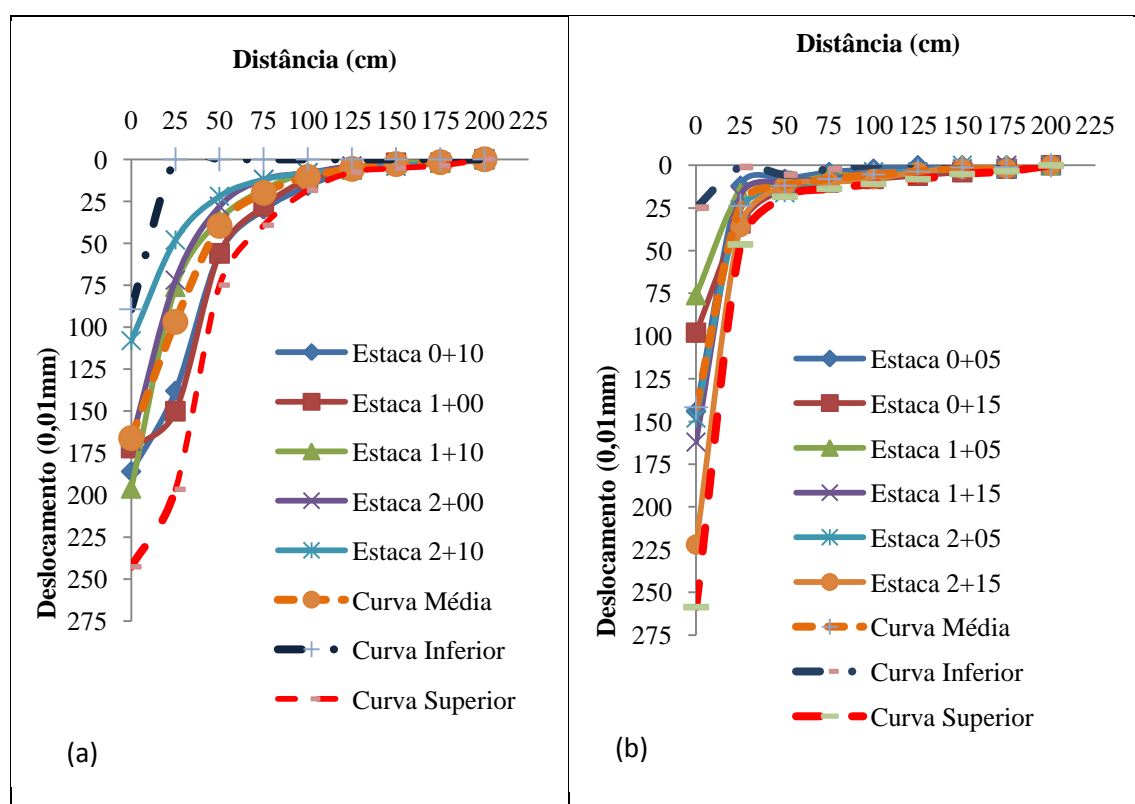 Distância (cm)
0 25 50 75 100 125 150 175 200 225
0
25
50
75
100
125
150
175
200
225
250
275
Deslocamento (0,01mm)
Estaca 0+10
Estaca 1+00
Estaca 1+10
Estaca 2+00
Estaca 2+10
Curva Média
Curva Inferior
Curva Superior
(a)
Distância (cm)
0 25 50 75 100 125 150 175 200 225
0
25
50
75
100
125
150
175
200
225
250
275
Deslocamento (0,01mm)
Estaca 0+05
Estaca 0+15
Estaca 1+05
Estaca 1+15
Estaca 2+05
Estaca 2+15
Curva Média
Curva Inferior
Curva Superior
(b)